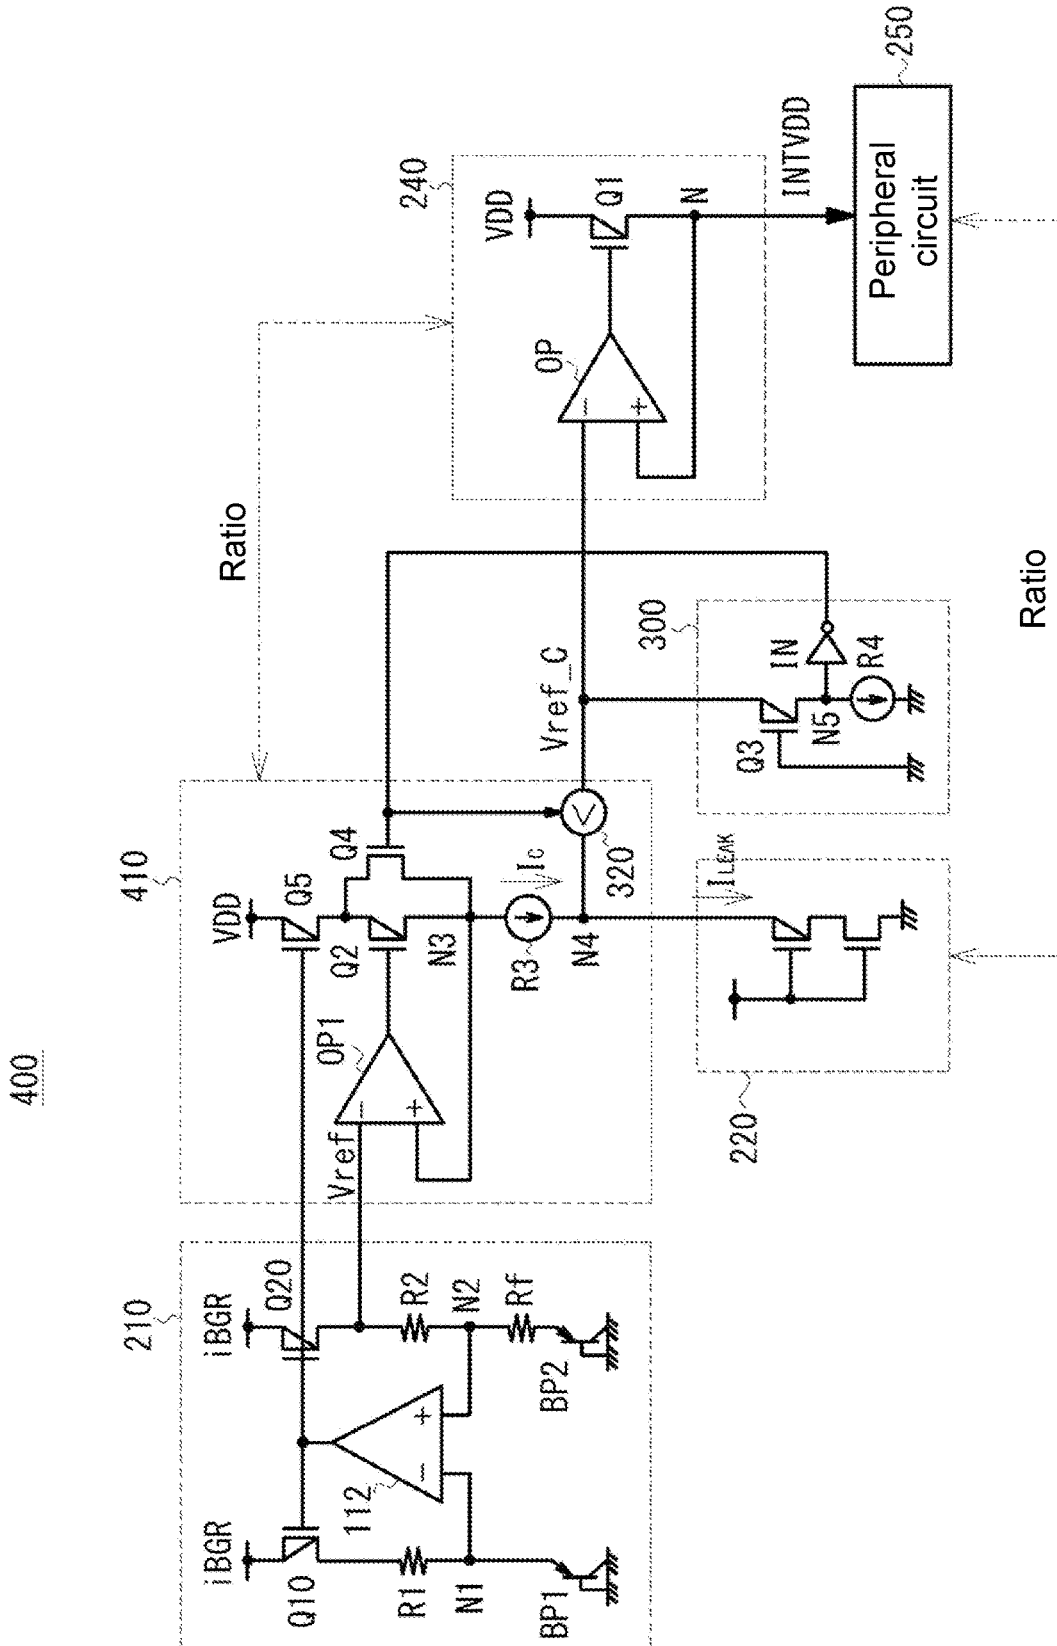 400
210
iBGR
iBGR
Q10
Q20
112
−
+
R1
R2
N1
N2
Rf
BP1
BP2
410
VDD
Q5
Q2
Q4
OP1
Vref
−
+
N3
R3
IC
N4
320
V
Vref_C
220
ILEAK
300
Q3
IN
N5
R4
Ratio
240
VDD
Q1
OP
−
+
N
INTVDD
250
Peripheral
circuit
Ratio